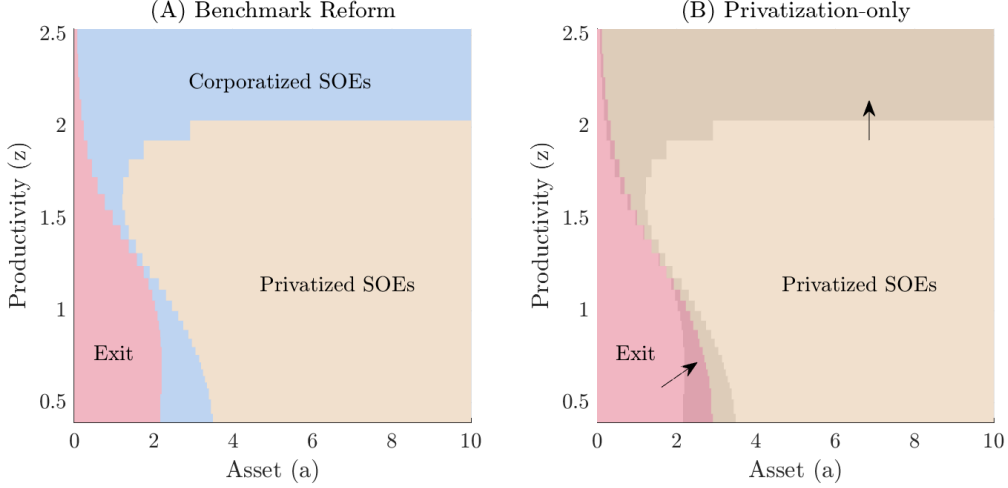 (A) Benchmark Reform
Productivity (z)
2.5
2
1.5
1
0.5
Corporatized SOEs
Privatized SOEs
Exit
0 2 4 6 8 10
Asset (a)
(B) Privatization-only
Productivity (z)
2.5
2
1.5
1
0.5
Privatized SOEs
Exit
0 2 4 6 8 10
Asset (a)